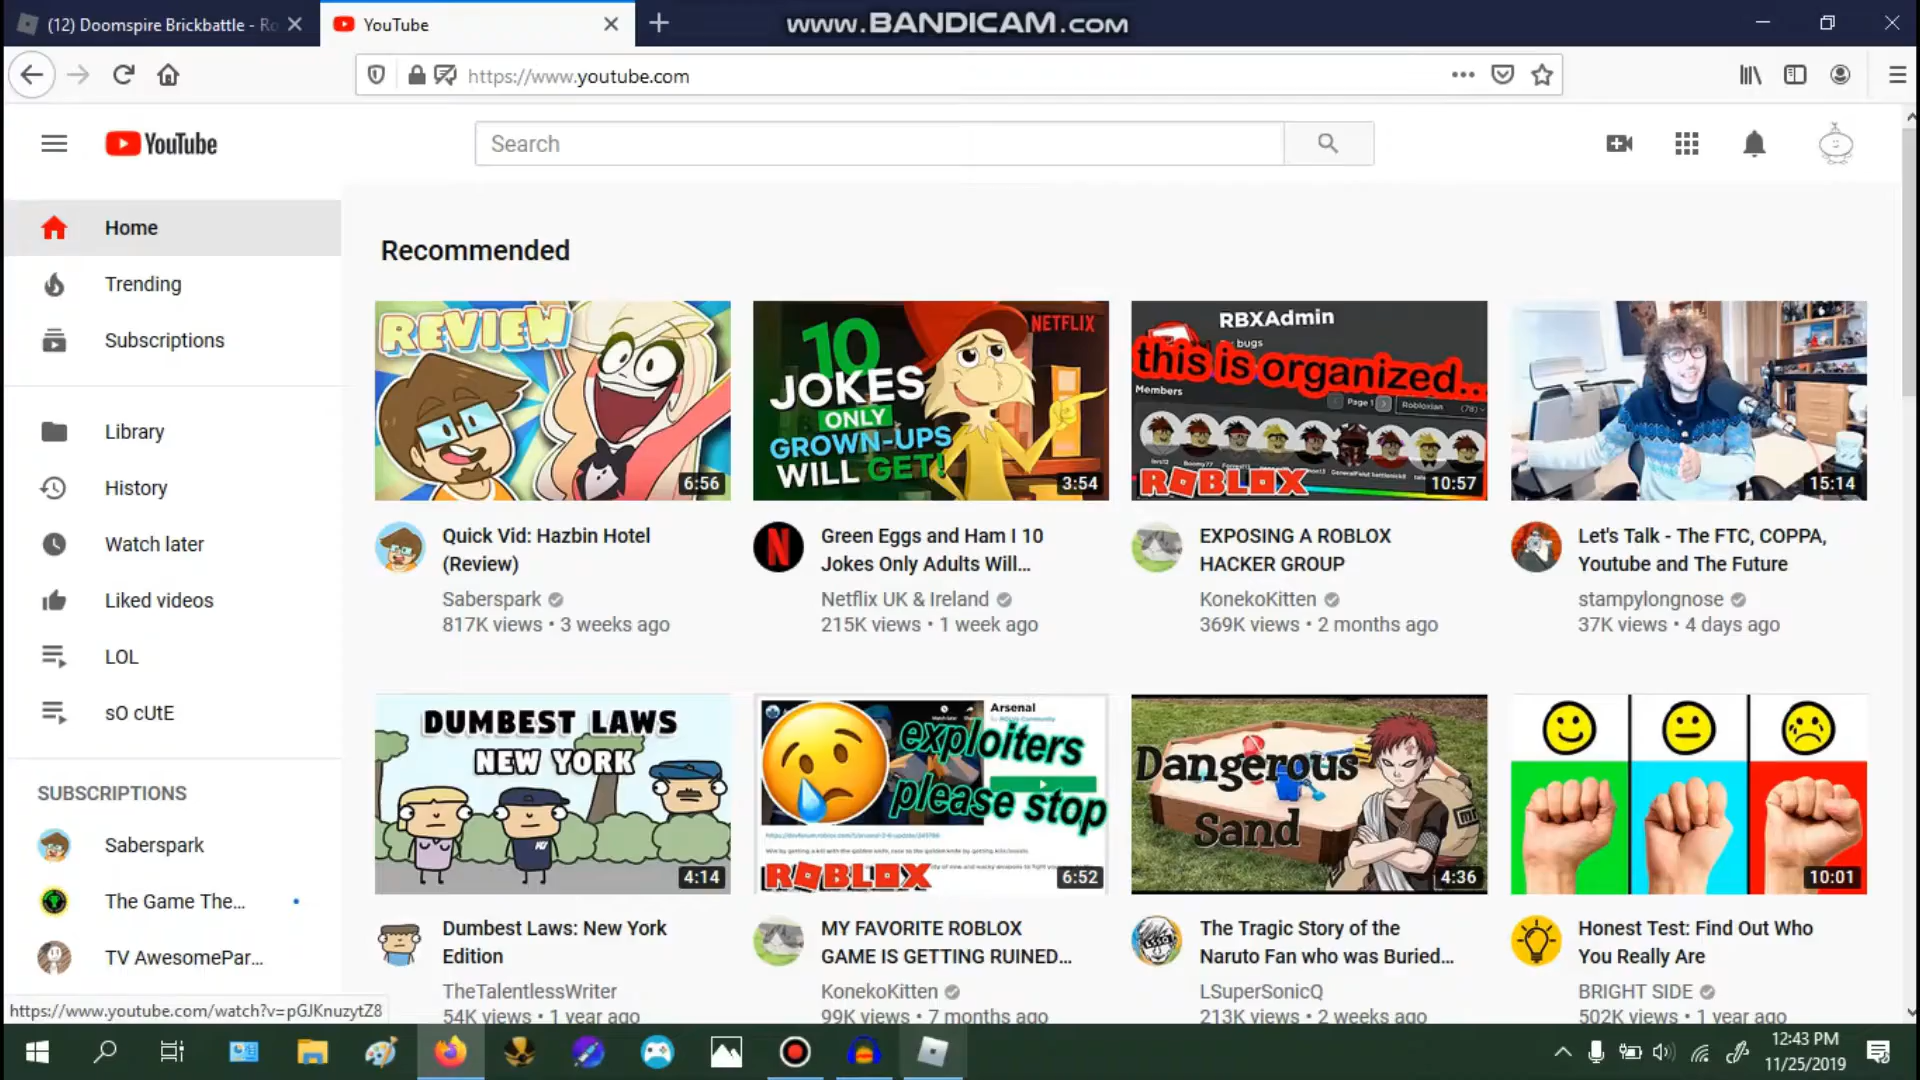 (12) Doomspire Brickbattle - Ro
YouTube
www.BANDICAM.com
https://www.youtube.com
YouTube
Search
Home
Trending
Subscriptions
Library
History
Watch later
Liked videos
LOL
sO cUtE
SUBSCRIPTIONS
Saberspark
The Game The...
TV AwesomePar...
Recommended
REVIEW
6:56
Quick Vid: Hazbin Hotel
(Review)
Saberspark
817K views • 3 weeks ago
NETFLIX
10
JOKES
ONLY
GROWN-UPS
WILL GET!
3:54
N
Green Eggs and Ham I 10
Jokes Only Adults Will...
Netflix UK & Ireland
215K views • 1 week ago
RBXAdmin
bugs
this is organized...
Members
Page 1
Robloxian (78)
ROBLOX
10:57
EXPOSING A ROBLOX
HACKER GROUP
KonekoKitten
369K views • 2 months ago
15:14
Let's Talk - The FTC, COPPA,
Youtube and The Future
stampylongnose
37K views • 4 days ago
DUMBEST LAWS
NEW YORK
4:14
Dumbest Laws: New York
Edition
TheTalentlessWriter
54K views • 1 year ago
Arsenal
exploiters
please stop
ROBLOX
6:52
MY FAVORITE ROBLOX
GAME IS GETTING RUINED...
KonekoKitten
99K views • 7 months ago
Dangerous
Sand
4:36
The Tragic Story of the
Naruto Fan who was Buried...
LSuperSonicQ
213K views • 2 weeks ago
10:01
Honest Test: Find Out Who
You Really Are
BRIGHT SIDE
502K views • 1 year ago
https://www.youtube.com/watch?v=pGJKnuzytZ8
12:43 PM
11/25/2019